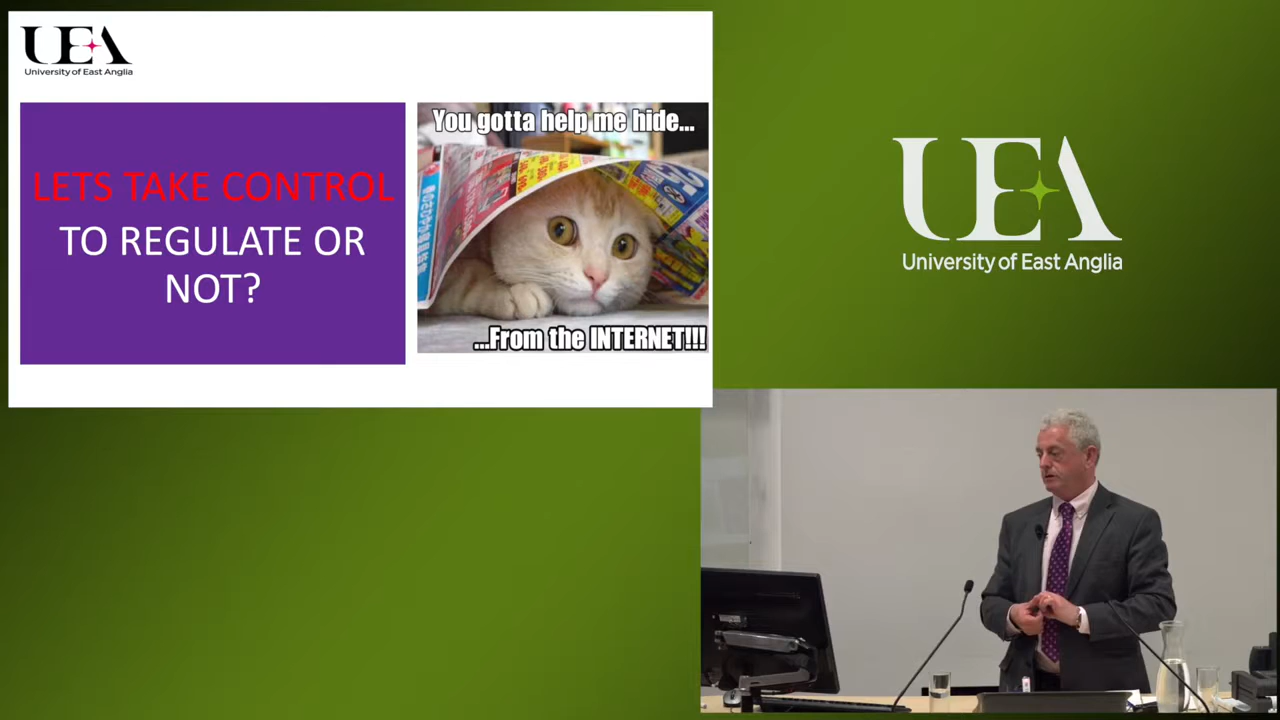 UEA
University of East Anglia
LETS TAKE CONTROL
TO REGULATE OR
NOT?
You gotta help me hide...
...From the INTERNET!!!
UEA
University of East Anglia